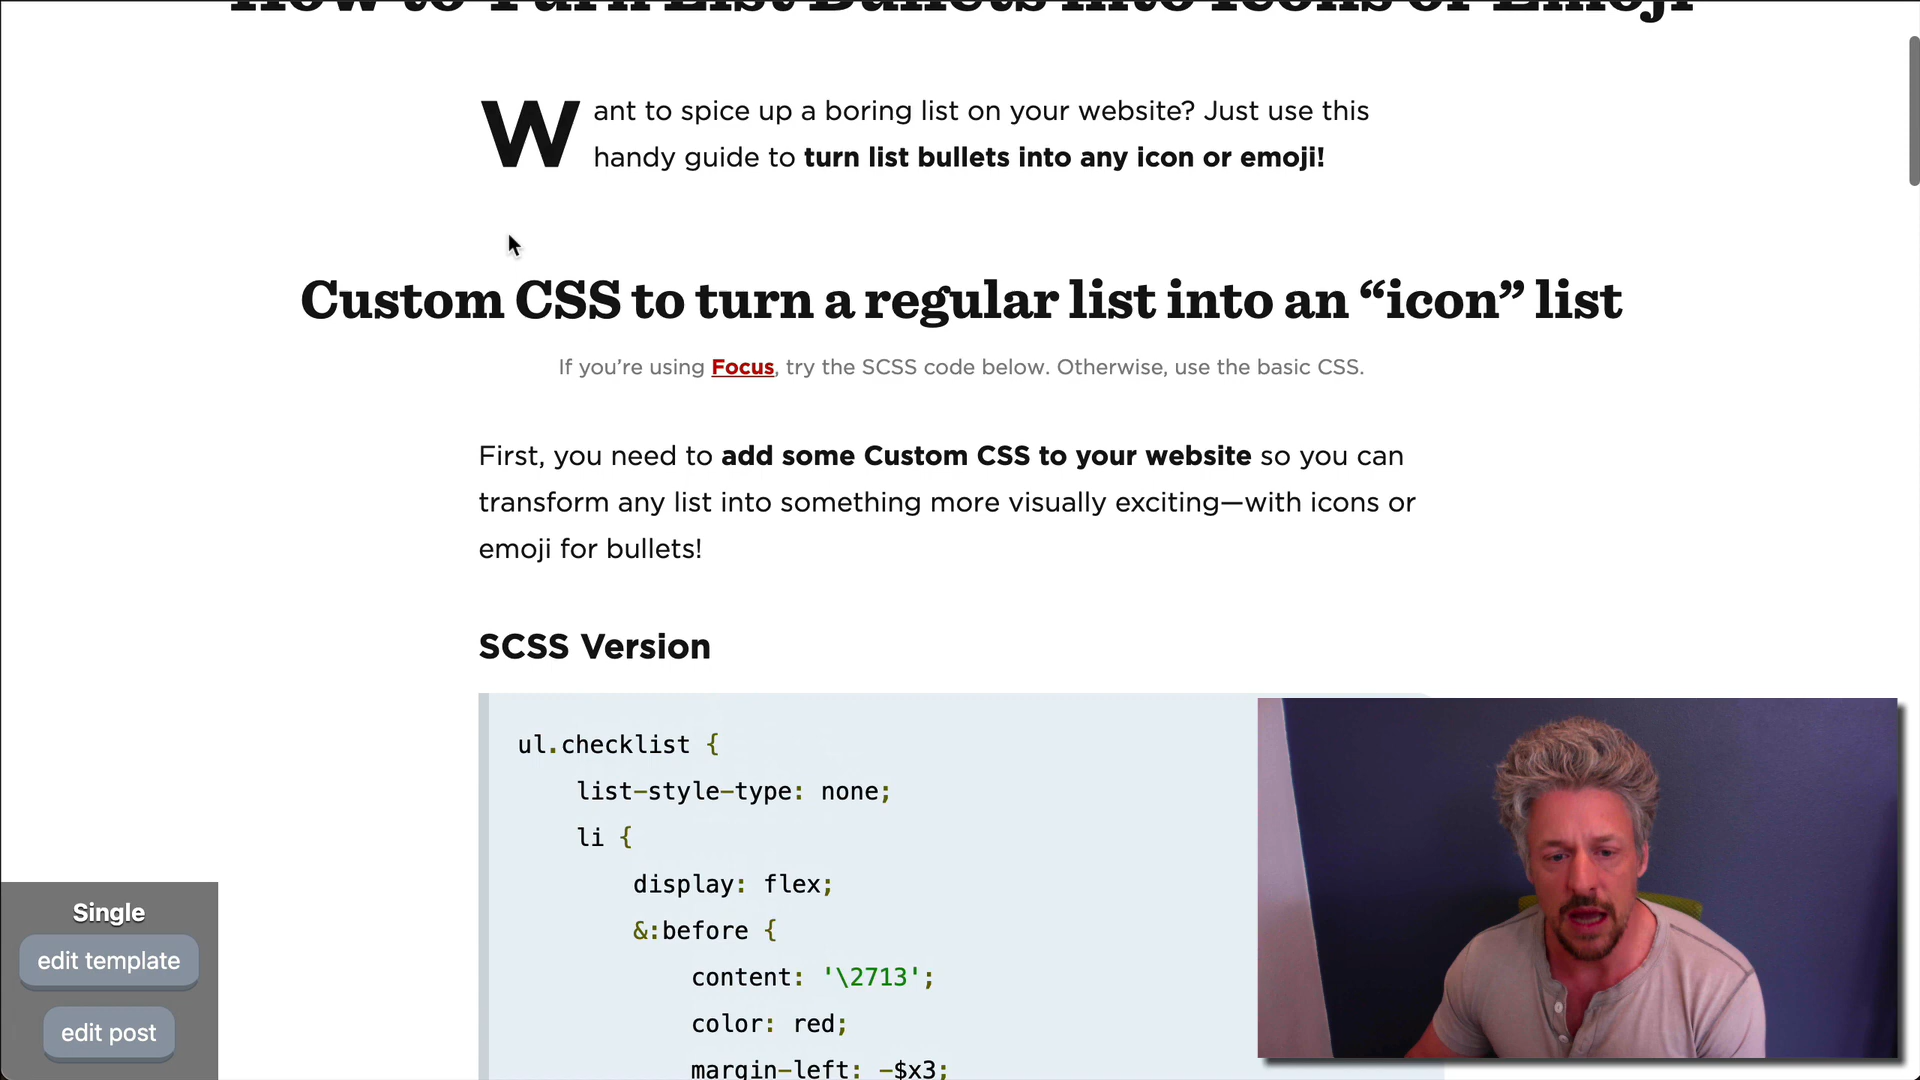 How to Turn List Bullets into Icons or Emoji
Want to spice up a boring list on your website? Just use this
handy guide to turn list bullets into any icon or emoji!
Custom CSS to turn a regular list into an “icon” list
If you’re using Focus, try the SCSS code below. Otherwise, use the basic CSS.
First, you need to add some Custom CSS to your website so you can
transform any list into something more visually exciting—with icons or
emoji for bullets!
SCSS Version
ul.checklist {
list-style-type: none;
li {
display: flex;
&:before {
content: '\2713';
color: red;
margin-left: -$x3;
Single
edit template
edit post